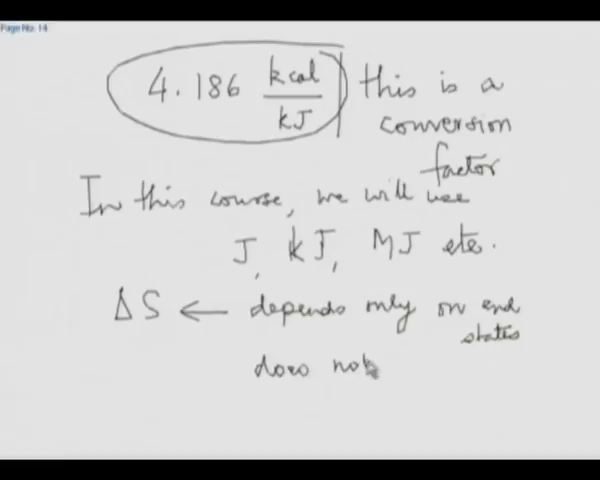 Page No. 14
4.186 kcal/kJ this is a
conversion
factor
In this course, we will use
J, kJ, MJ etc.
ΔS ← depends only on end
states
does not